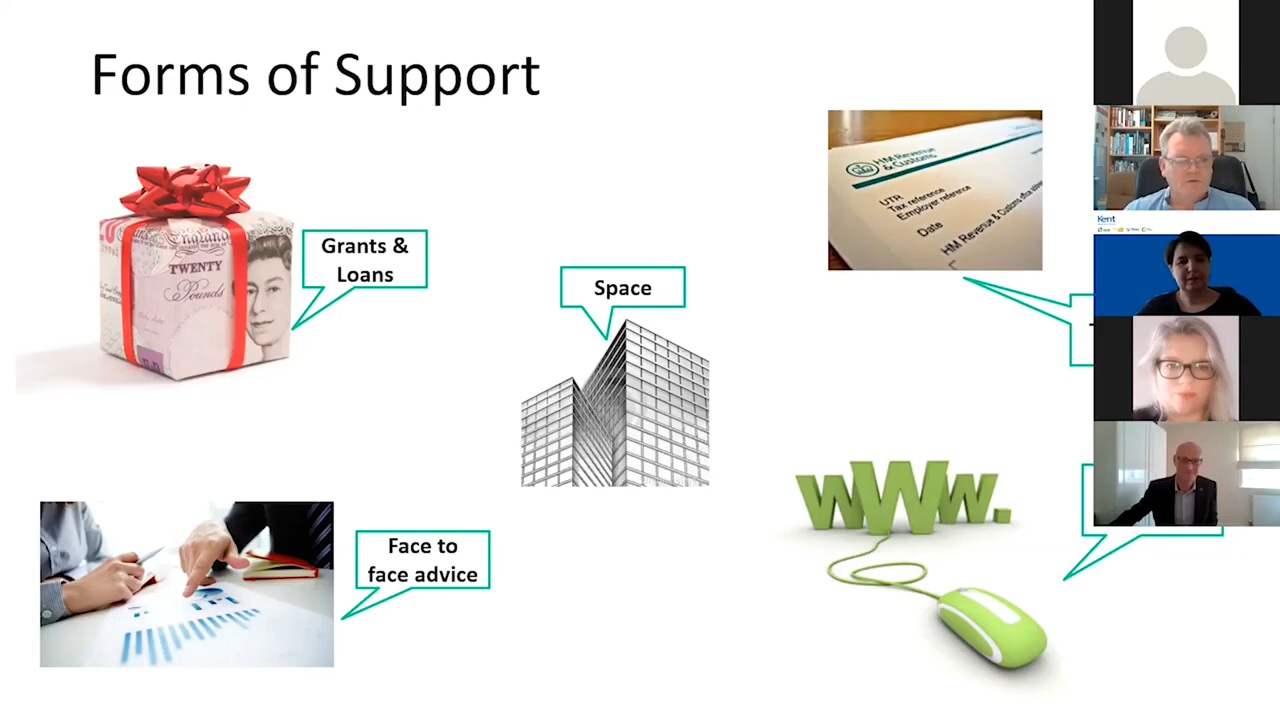 Forms of Support
England
TWENTY
Pounds
Grants &
Loans
Space
HM Revenue
& Customs
UTR
Tax reference
Employer reference
Date
HM Revenue & Customs office address
Face to
face advice
www.
Kent